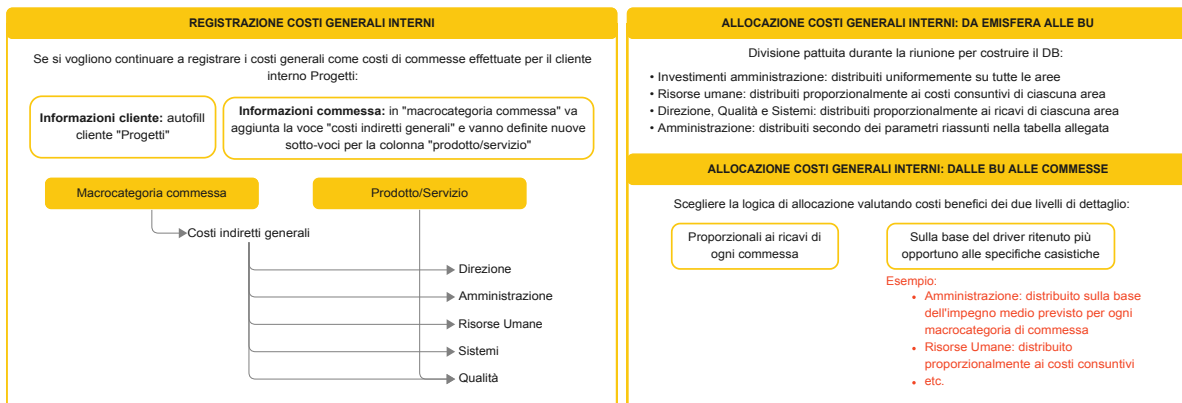 REGISTRAZIONE COSTI GENERALI INTERNI
Se si vogliono continuare a registrare i costi generali come costi di commesse effettuate per il cliente
interno Progetti:
Informazioni cliente: autofill
cliente "Progetti"
Informazioni commessa: in "macrocategoria commessa" va
aggiunta la voce "costi indiretti generali" e vanno definite nuove
sotto-voci per la colonna "prodotto/servizio"
Macrocategoria commessa
Prodotto/Servizio
Costi indiretti generali
Direzione
Amministrazione
Risorse Umane
Sistemi
Qualità
ALLOCAZIONE COSTI GENERALI INTERNI: DA EMISFERA ALLE BU
Divisione pattuita durante la riunione per costruire il DB:
• Investimenti amministrazione: distribuiti uniformemente su tutte le aree
• Risorse umane: distribuiti proporzionalmente ai costi consuntivi di ciascuna area
• Direzione, Qualità e Sistemi: distribuiti proporzionalmente ai ricavi di ciascuna area
• Amministrazione: distribuiti secondo dei parametri riassunti nella tabella allegata
ALLOCAZIONE COSTI GENERALI INTERNI: DALLE BU ALLE COMMESSE
Scegliere la logica di allocazione valutando costi benefici dei due livelli di dettaglio:
Proporzionali ai ricavi di
ogni commessa
Sulla base del driver ritenuto più
opportuno alle specifiche casistiche
Esempio:
• Amministrazione: distribuito sulla base
dell'impegno medio previsto per ogni
macrocategoria di commessa
• Risorse Umane: distribuito
proporzionalmente ai costi consuntivi
• etc.